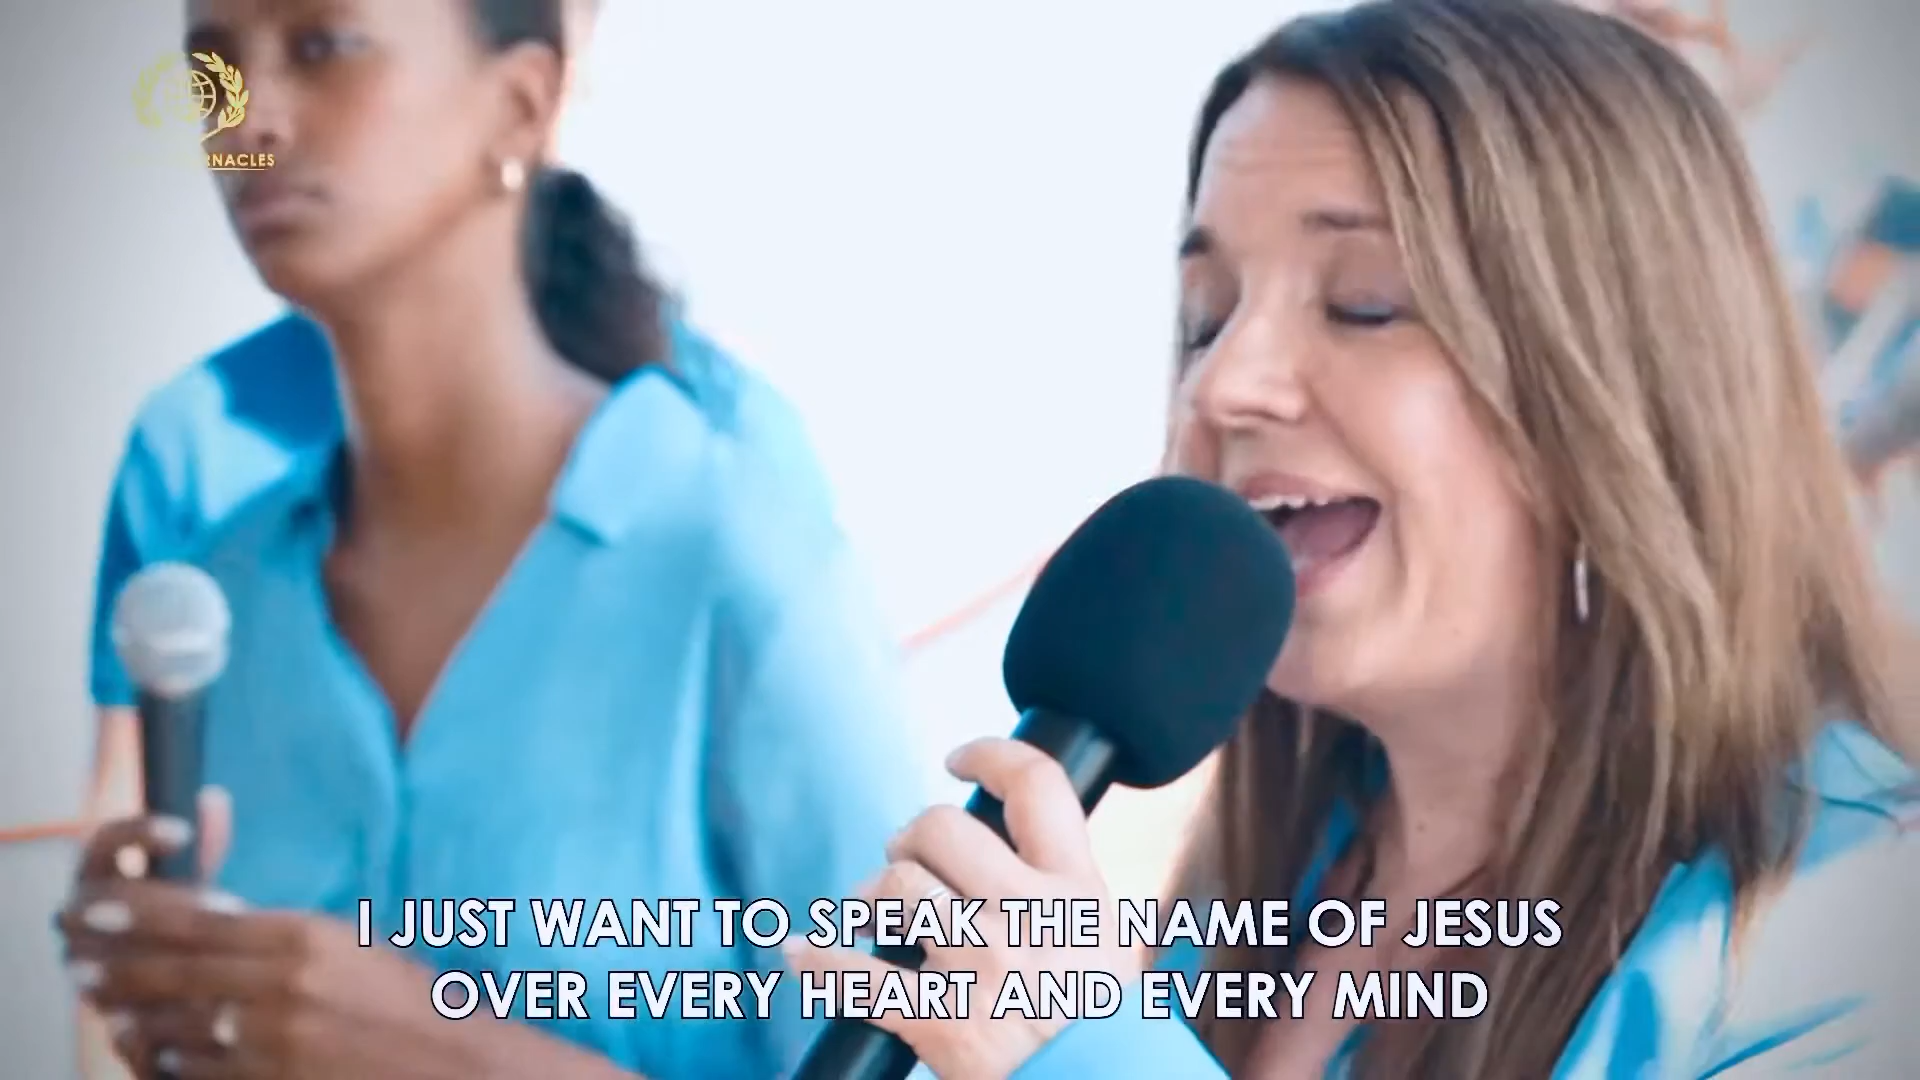 I JUST WANT TO SPEAK THE NAME OF JESUS
OVER EVERY HEART AND EVERY MIND